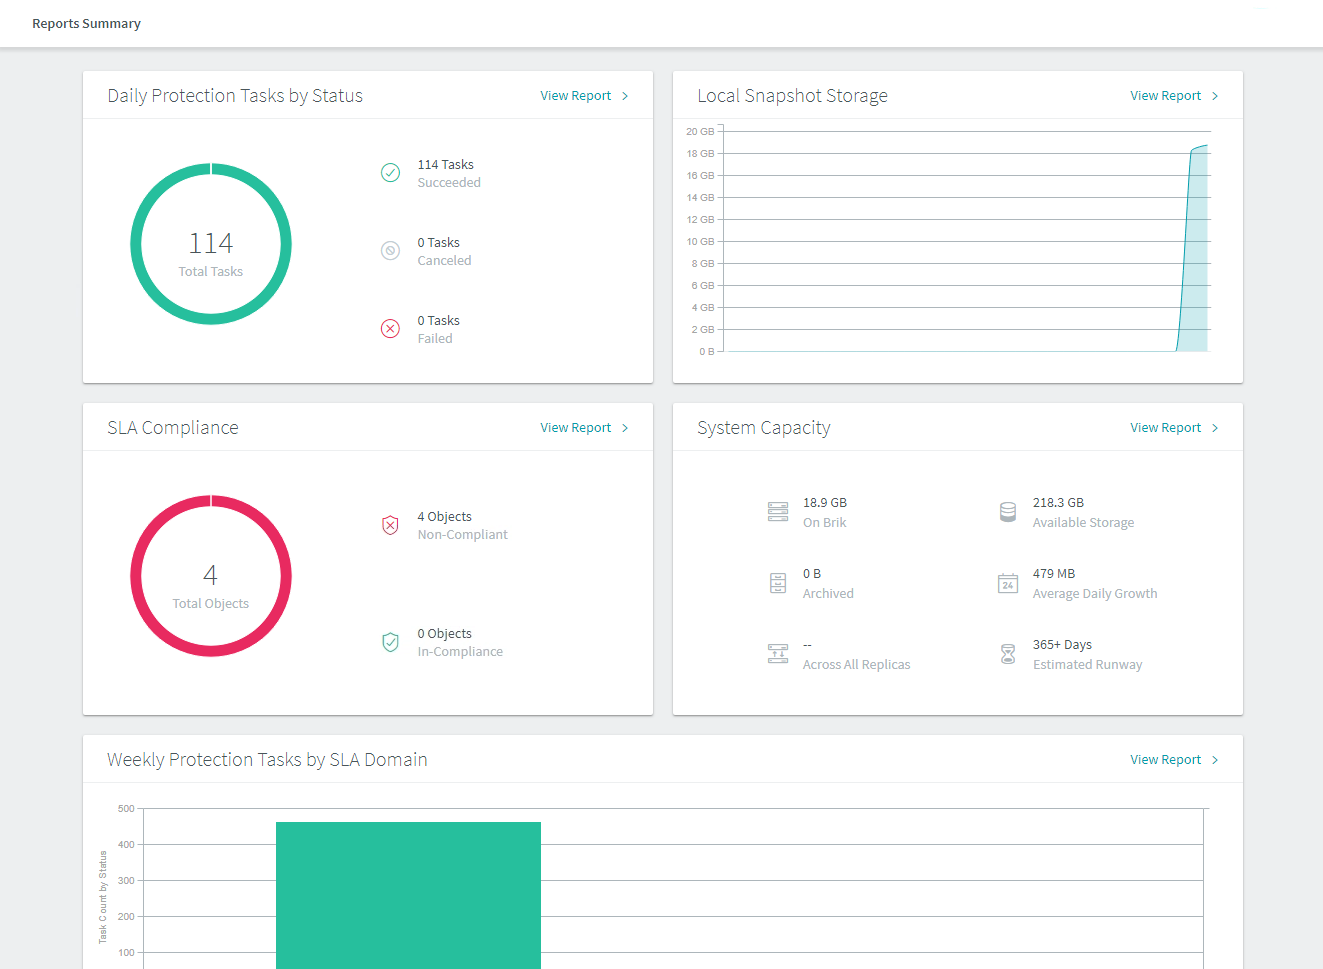 Reports Summary
Daily Protection Tasks by Status
View Report
114
Total Tasks
114 Tasks
Succeeded
0 Tasks
Canceled
0 Tasks
Failed
Local Snapshot Storage
View Report
20 GB
18 GB
16 GB
14 GB
12 GB
10 GB
8 GB
6 GB
4 GB
2 GB
0 B
SLA Compliance
View Report
4
Total Objects
4 Objects
Non-Compliant
0 Objects
In-Compliance
System Capacity
View Report
18.9 GB
On Brik
218.3 GB
Available Storage
0 B
Archived
24
479 MB
Average Daily Growth
--
Across All Replicas
365+ Days
Estimated Runway
Weekly Protection Tasks by SLA Domain
View Report
Task Count by Status
500
400
300
200
100